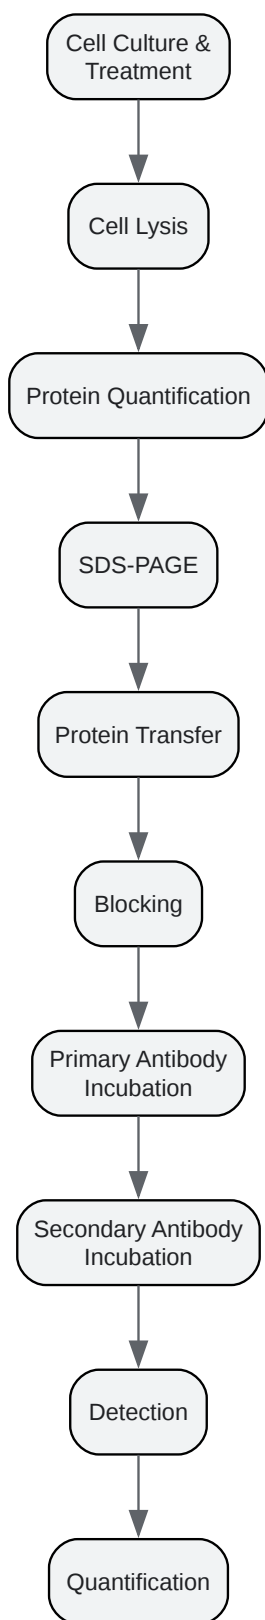 Cell Culture &
Treatment
Cell Lysis
Protein Quantification
SDS-PAGE
Protein Transfer
Blocking
Primary Antibody
Incubation
Secondary Antibody
Incubation
Detection
Quantification